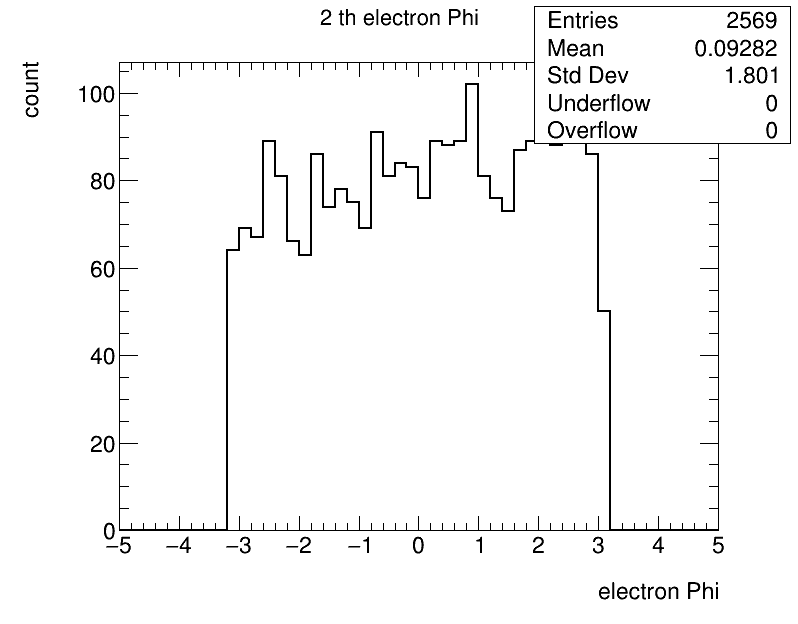 2 th electron Phi
Entries 2569
Mean 0.09282
Std Dev 1.801
Underflow 0
Overflow 0
count
100
80
60
40
20
0
−5 −4 −3 −2 −1 0 1 2 3 4 5
electron Phi